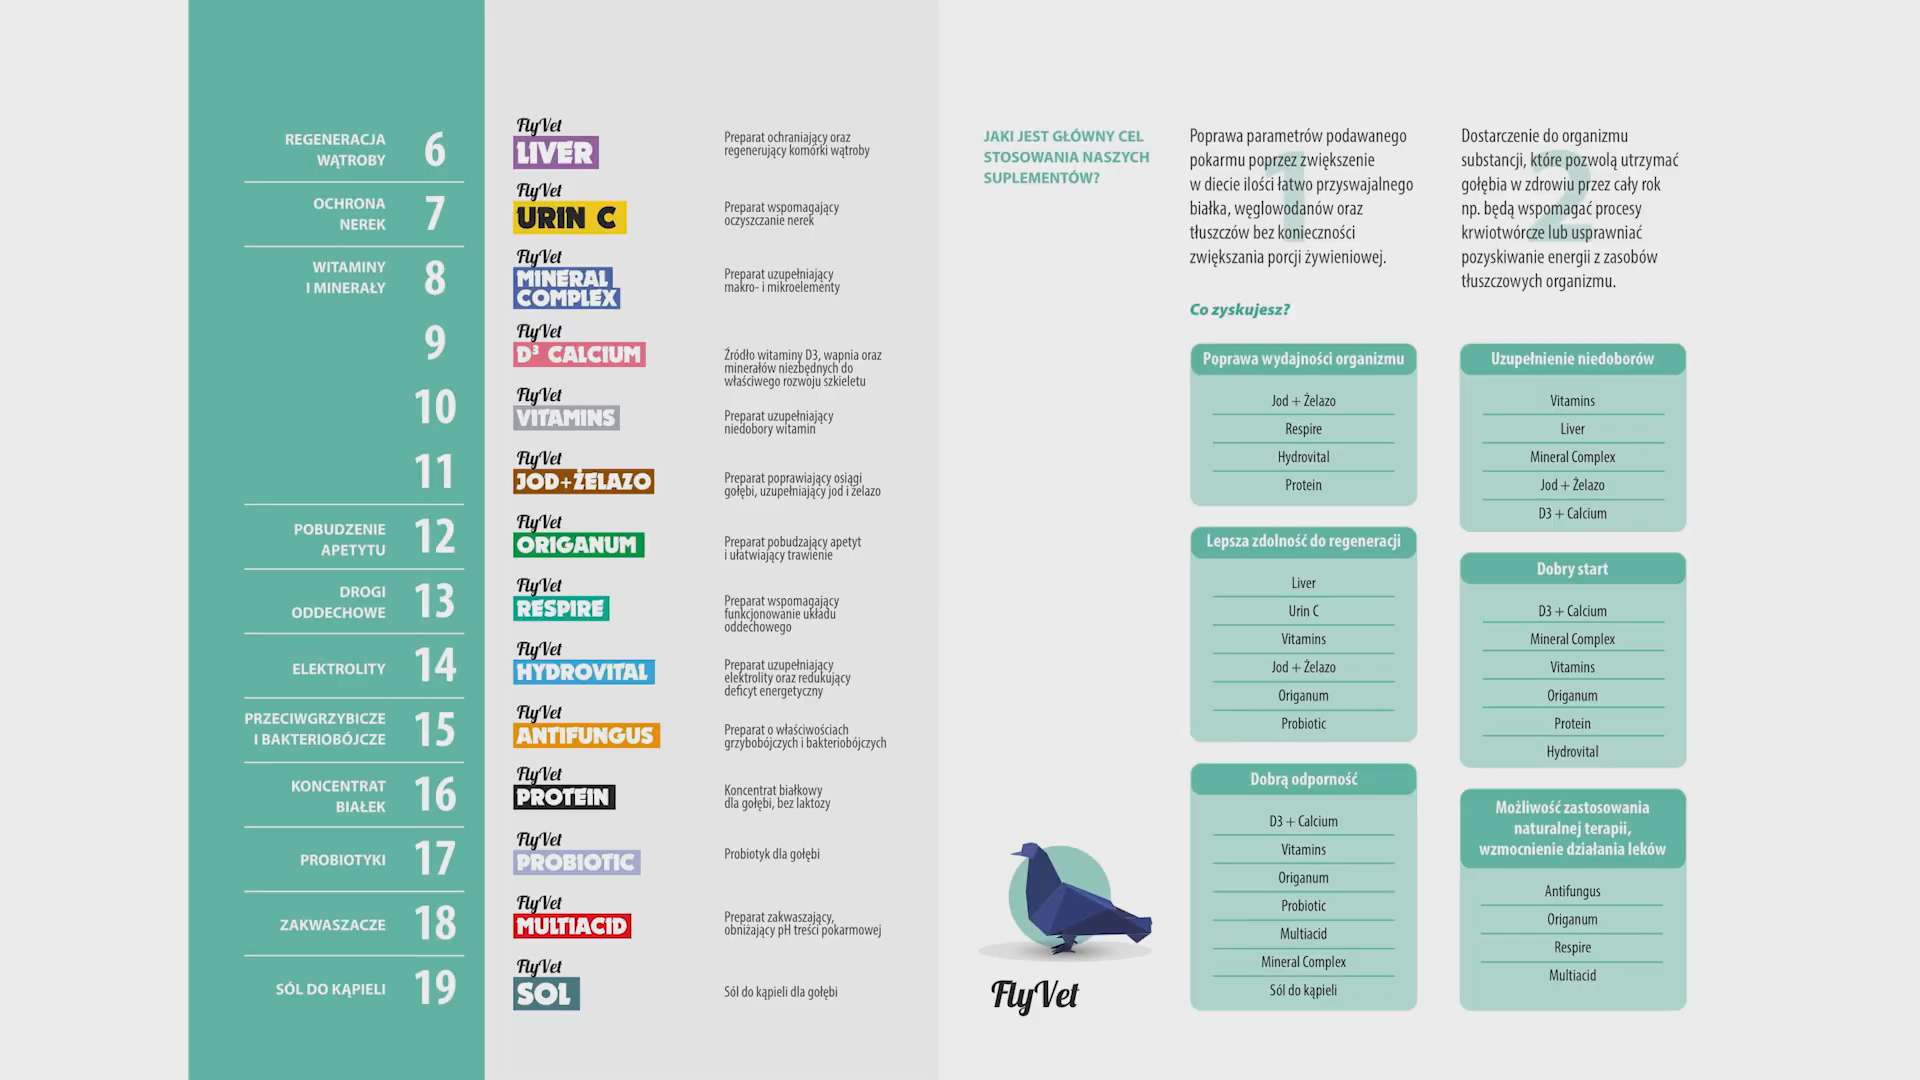 REGENERACJA
WĄTROBY
6
FlyVet
LIVER
Preparat ochraniający oraz
regenerujący komórki wątroby
OCHRONA
NEREK
7
FlyVet
URIN C
Preparat wspomagający
oczyszczanie nerek
WITAMINY
I MINERAŁY
8
FlyVet
MINERAL
COMPLEX
Preparat uzupełniający
makro- i mikroelementy
9
FlyVet
D³ CALCIUM
Źródło witaminy D3, wapnia oraz
minerałów niezbędnych do
właściwego rozwoju szkieletu
10
FlyVet
VITAMINS
Preparat uzupełniający
niedobory witamin
11
FlyVet
JOD+ŻELAZO
Preparat poprawiający osiągi
gołębi, uzupełniający jod i żelazo
POBUDZENIE
APETYTU
12
FlyVet
ORIGANUM
Preparat pobudzający apetyt
i ułatwiający trawienie
DROGI
ODDECHOWE
13
FlyVet
RESPIRE
Preparat wspomagający
funkcjonowanie układu
oddechowego
ELEKTROLITY
14
FlyVet
HYDROVITAL
Preparat uzupełniający
elektrolity oraz redukujący
deficyt energetyczny
PRZECIWGRZYBICZE
I BAKTERIOBÓJCZE
15
FlyVet
ANTIFUNGUS
Preparat o właściwościach
grzybobójczych i bakteriobójczych
KONCENTRAT
BIAŁEK
16
FlyVet
PROTEIN
Koncentrat białkowy
dla gołębi, bez laktozy
PROBIOTYKI
17
FlyVet
PROBIOTIC
Probiotyk dla gołębi
ZAKWASZACZE
18
FlyVet
MULTIACID
Preparat zakwaszający,
obniżający pH treści pokarmowej
SÓL DO KĄPIELI
19
FlyVet
SOL
Sól do kąpieli dla gołębi
JAKI JEST GŁÓWNY CEL
STOSOWANIA NASZYCH
SUPLEMENTÓW?
1
Poprawa parametrów podawanego
pokarmu poprzez zwiększenie
w diecie ilości łatwo przyswajalnego
białka, węglowodanów oraz
tłuszczów bez konieczności
zwiększania porcji żywieniowej.
2
Dostarczenie do organizmu
substancji, które pozwolą utrzymać
gołębia w zdrowiu przez cały rok
np. będą wspomagać procesy
krwiotwórcze lub usprawniać
pozyskiwanie energii z zasobów
tłuszczowych organizmu.
Co zyskujesz?
Poprawa wydajności organizmu
Jod + Żelazo
Respire
Hydrovital
Protein
Lepsza zdolność do regeneracji
Liver
Urin C
Vitamins
Jod + Żelazo
Origanum
Probiotic
Dobrą odporność
D3 + Calcium
Vitamins
Origanum
Probiotic
Multiacid
Mineral Complex
Sól do kąpieli
Uzupełnienie niedoborów
Vitamins
Liver
Mineral Complex
Jod + Żelazo
D3 + Calcium
Dobry start
D3 + Calcium
Mineral Complex
Vitamins
Origanum
Protein
Hydrovital
Możliwość zastosowania
naturalnej terapii,
wzmocnienie działania leków
Antifungus
Origanum
Respire
Multiacid
FlyVet